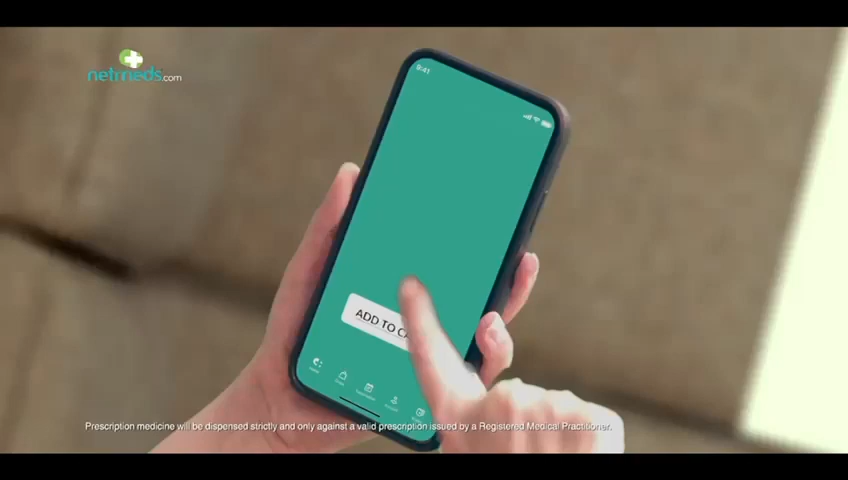 netmeds.com
9:41
ADD TO CA
Prescription medicine will be dispensed strictly and only against a valid prescription issued by a Registered Medical Practitioner.